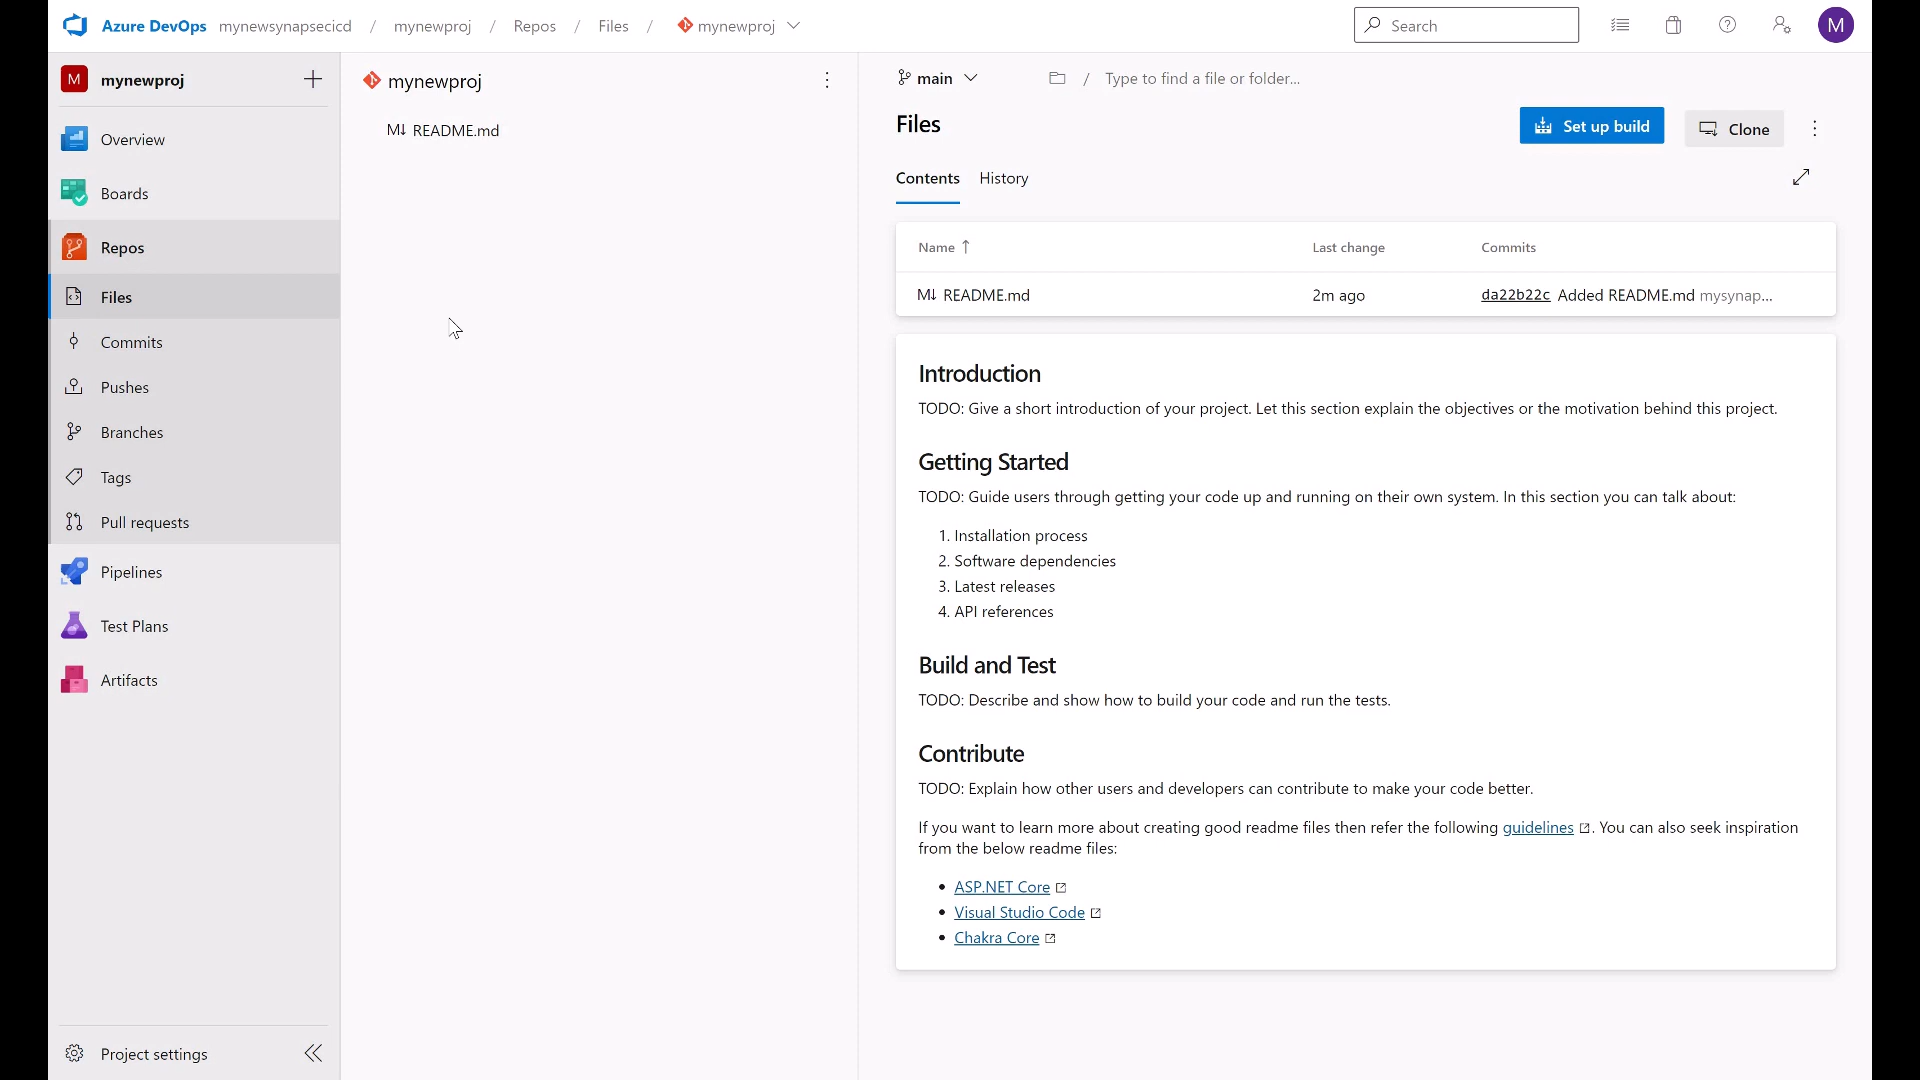 Azure DevOps mynewsynapsecicd / mynewproj / Repos / Files / mynewproj
Search
M
M mynewproj
Overview
Boards
Repos
Files
Commits
Pushes
Branches
Tags
Pull requests
Pipelines
Test Plans
Artifacts
Project settings
mynewproj
M↓ README.md
main
/ Type to find a file or folder...
Files
Set up build
Clone
Contents History
Name ↑ Last change Commits
M↓ README.md 2m ago da22b22c Added README.md mysynap...
Introduction
TODO: Give a short introduction of your project. Let this section explain the objectives or the motivation behind this project.
Getting Started
TODO: Guide users through getting your code up and running on their own system. In this section you can talk about:
1. Installation process
2. Software dependencies
3. Latest releases
4. API references
Build and Test
TODO: Describe and show how to build your code and run the tests.
Contribute
TODO: Explain how other users and developers can contribute to make your code better.
If you want to learn more about creating good readme files then refer the following guidelines. You can also seek inspiration
from the below readme files:
• ASP.NET Core
• Visual Studio Code
• Chakra Core